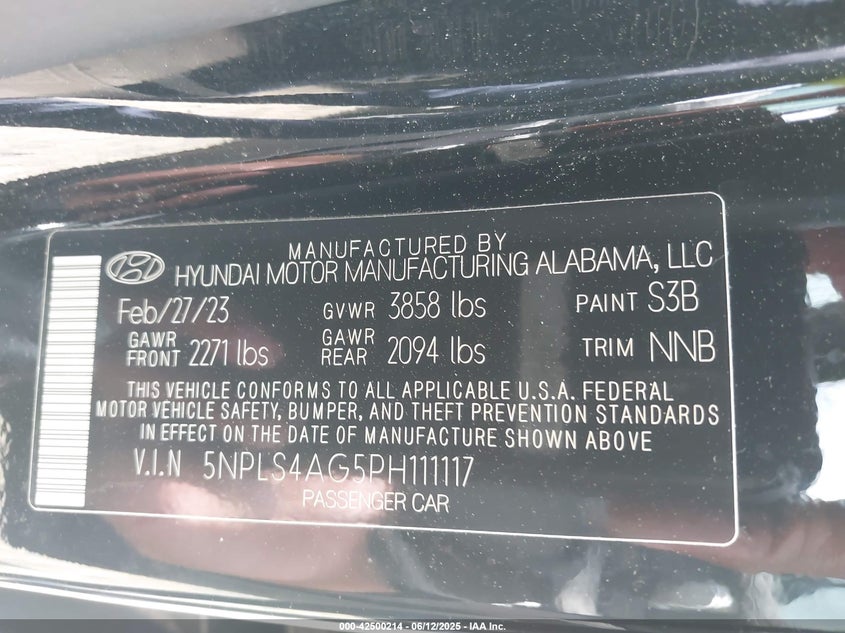 MANUFACTURED BY
HYUNDAI MOTOR MANUFACTURING ALABAMA, LLC
Feb/27/23 GVWR 3858 lbs PAINT S3B
GAWR FRONT 2271 lbs GAWR REAR 2094 lbs TRIM NNB
THIS VEHICLE CONFORMS TO ALL APPLICABLE U.S.A. FEDERAL
MOTOR VEHICLE SAFETY, BUMPER, AND THEFT PREVENTION STANDARDS
IN EFFECT ON THE DATE OF MANUFACTURE SHOWN ABOVE
V.I.N 5NPLS4AG5PH111117
PASSENGER CAR
000-42500214 - 06/12/2025 - IAA Inc.